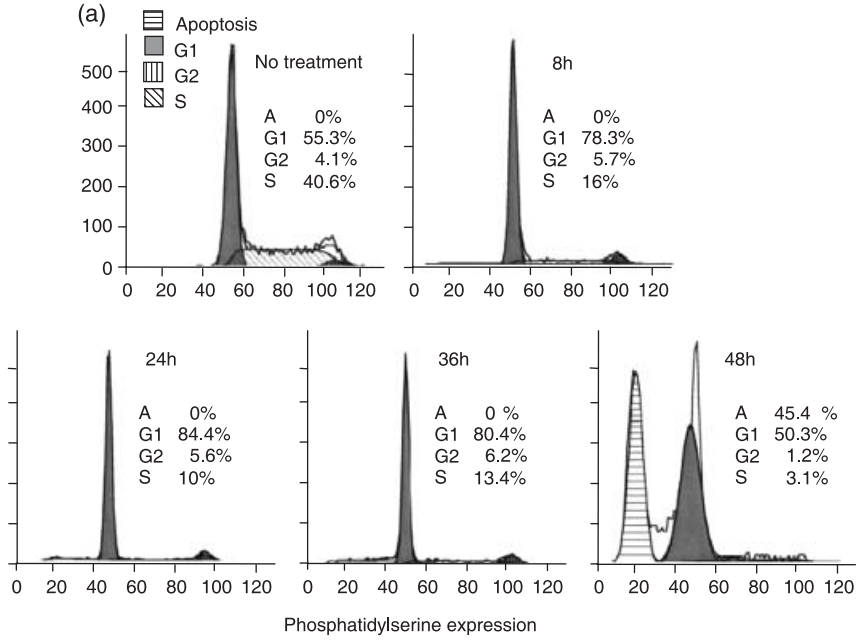 (a)
Apoptosis
G1
G2
S
No treatment
A 0%
G1 55.3%
G2 4.1%
S 40.6%
500
400
300
200
100
0
0 20 40 60 80 100 120
8h
A 0%
G1 78.3%
G2 5.7%
S 16%
0 20 40 60 80 100 120
24h
A 0%
G1 84.4%
G2 5.6%
S 10%
0 20 40 60 80 100 120
36h
A 0 %
G1 80.4%
G2 6.2%
S 13.4%
0 20 40 60 80 100 120
48h
A 45.4 %
G1 50.3%
G2 1.2%
S 3.1%
0 20 40 60 80 100 120
Phosphatidylserine expression